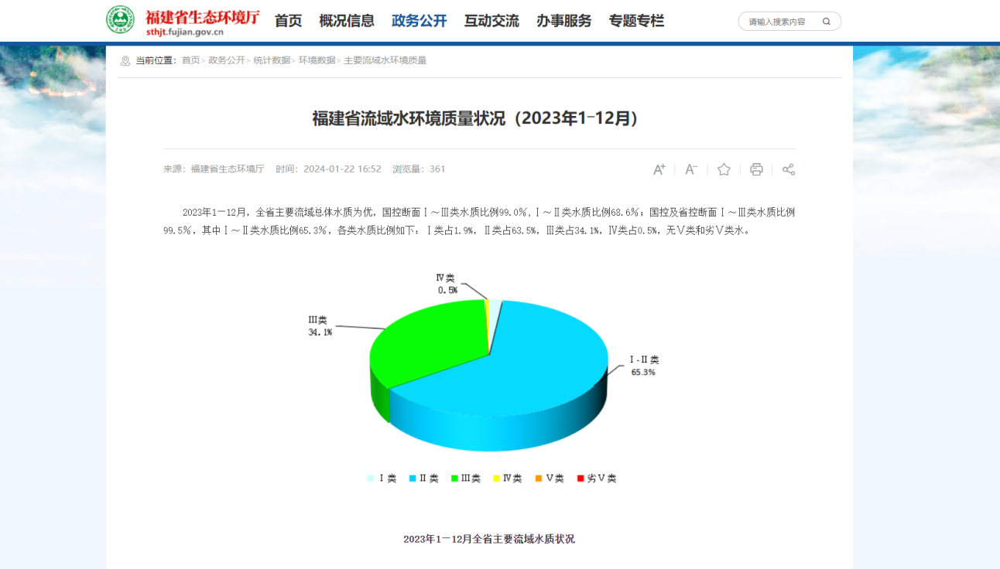 福建省生态环境厅
sthjt.fujian.gov.cn
首页 概况信息 政务公开 互动交流 办事服务 专题专栏
请输入搜索内容
当前位置：首页> 政务公开> 统计数据> 环境数据> 主要流域水环境质量
福建省流域水环境质量状况（2023年1-12月）
来源：福建省生态环境厅 时间：2024-01-22 16:52 浏览量：361
A+ A-
2023年1—12月，全省主要流域总体水质为优，国控断面Ⅰ～Ⅲ类水质比例99.0%，Ⅰ～Ⅱ类水质比例68.6%；国控及省控断面Ⅰ～Ⅲ类水质比例
99.5%，其中Ⅰ～Ⅱ类水质比例65.3%，各类水质比例如下：Ⅰ类占1.9%，Ⅱ类占63.5%，Ⅲ类占34.1%，Ⅳ类占0.5%，无Ⅴ类和劣Ⅴ类水。
Ⅳ类
0.5%
Ⅲ类
34.1%
Ⅰ-Ⅱ类
65.3%
Ⅰ类 Ⅱ类 Ⅲ类 Ⅳ类 Ⅴ类 劣Ⅴ类
2023年1—12月全省主要流域水质状况